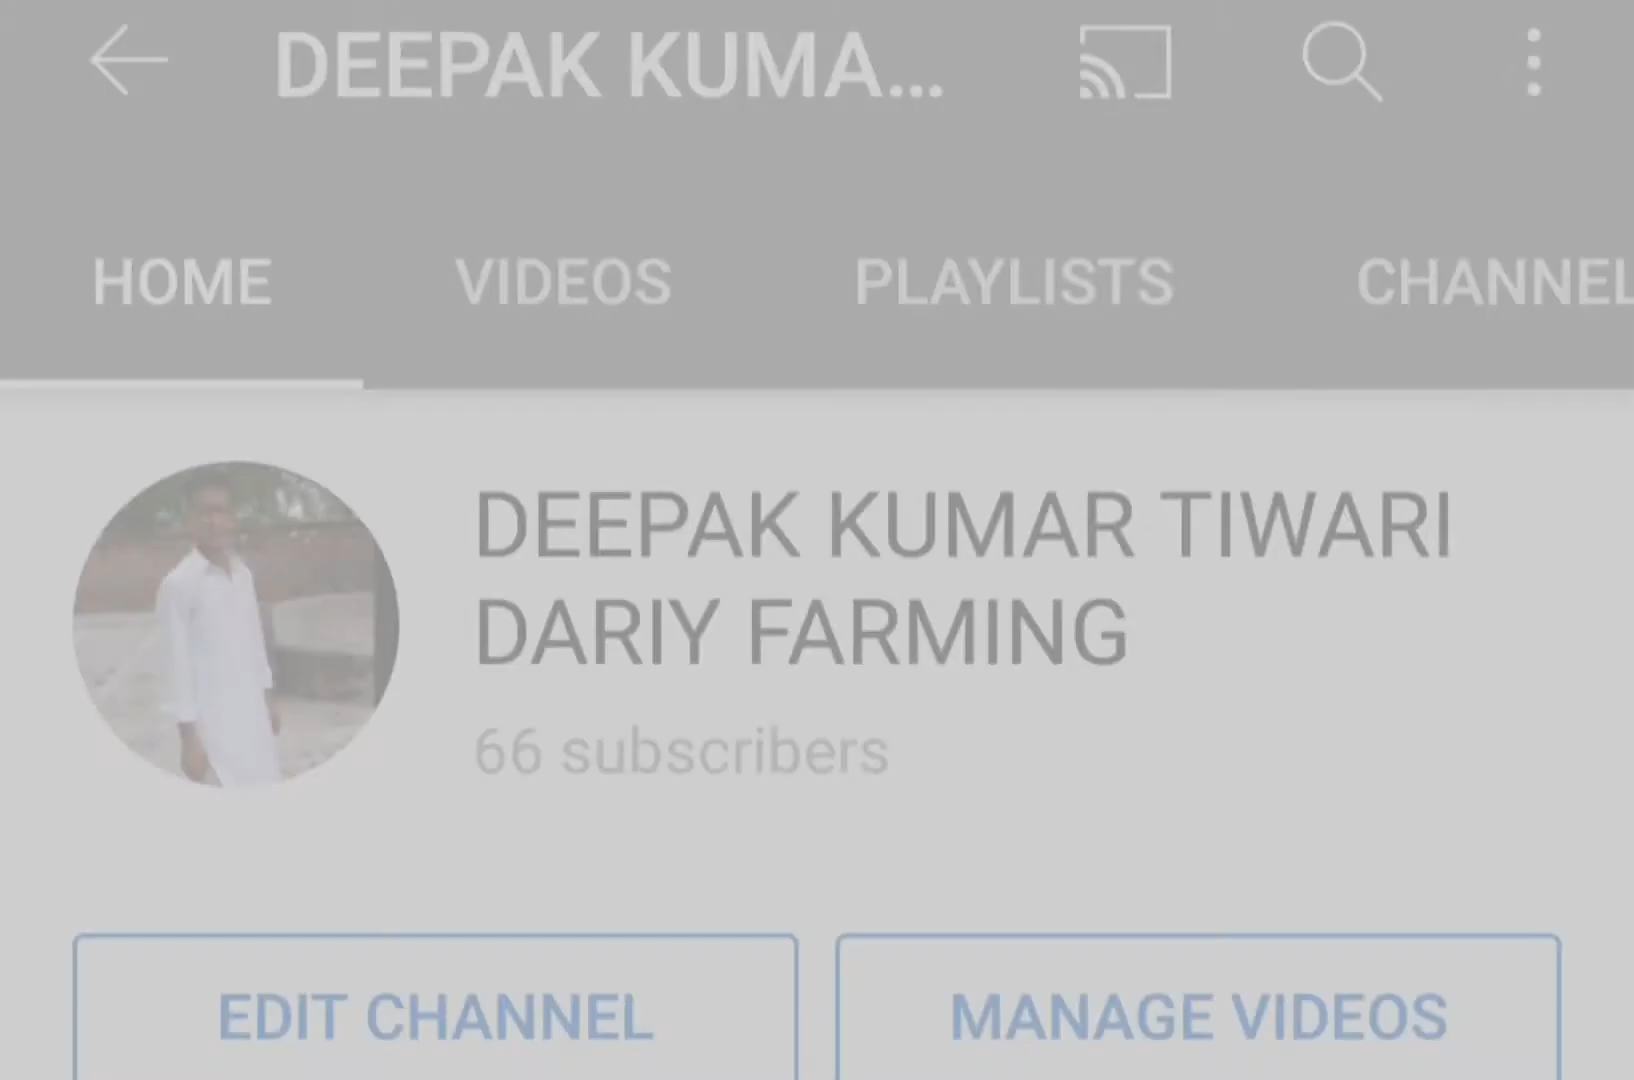 DEEPAK KUMA...
HOME VIDEOS PLAYLISTS CHANNEL
DEEPAK KUMAR TIWARI
DARIY FARMING
66 subscribers
EDIT CHANNEL MANAGE VIDEOS